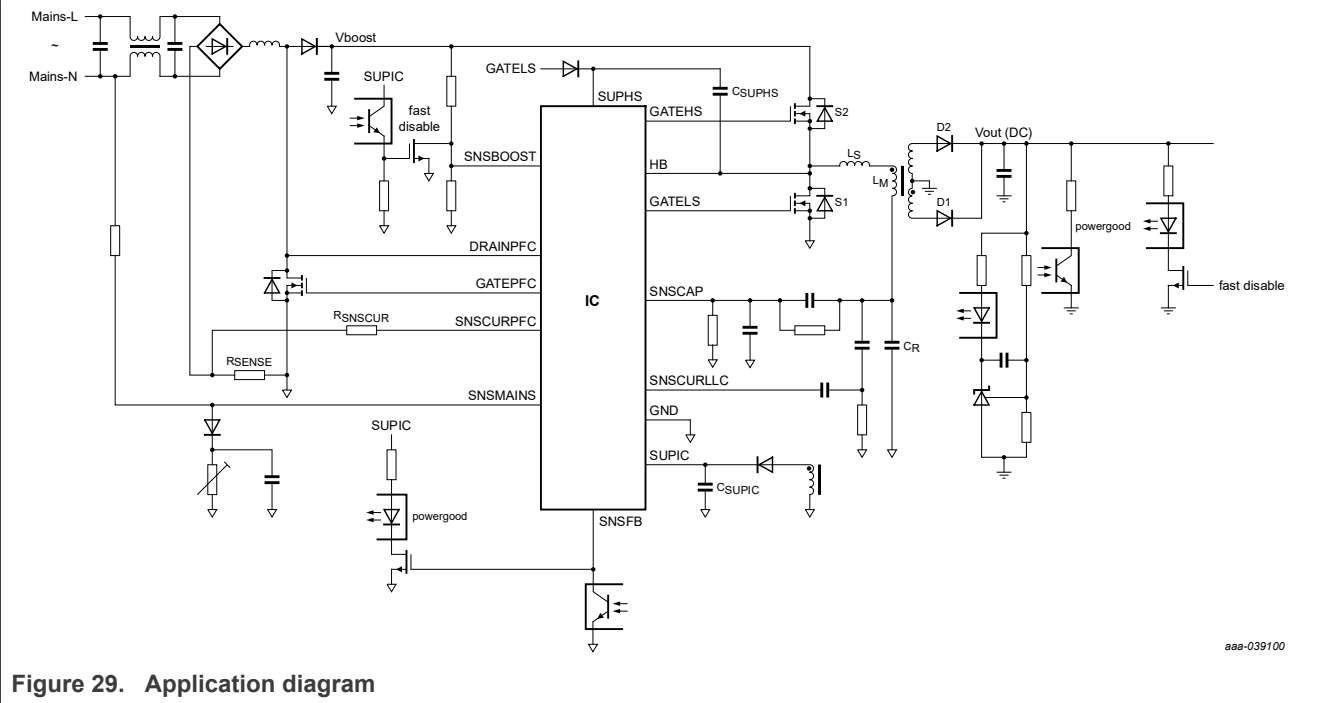 Mains-L
~
Mains-N
Vboost
SUPIC
fast
disable
GATELS
SUPHS
CSUPHS
GATEHS
S2
SNSBOOST
HB
LS
LM
D2
Vout (DC)
GATELS
S1
D1
powergood
powergood
fast disable
DRAINPFC
GATEPFC
IC
SNSCAP
RSNSCUR
SNSCURPFC
RSENSE
CR
SNSMAINS
SNSCURLLC
GND
SUPIC
SUPIC
CSUPIC
powergood
SNSFB
aaa-039100
Figure 29. Application diagram